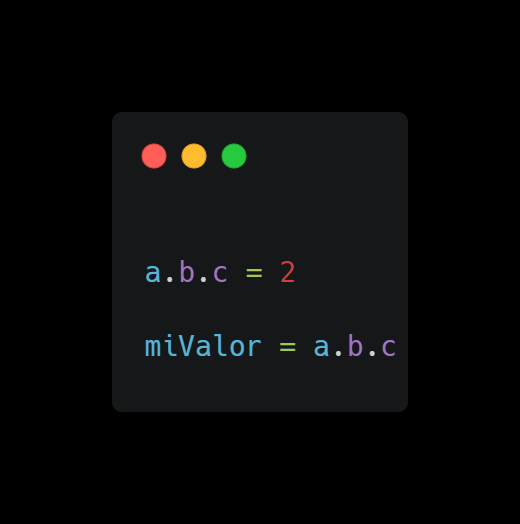 a.b.c = 2
miValor = a.b.c